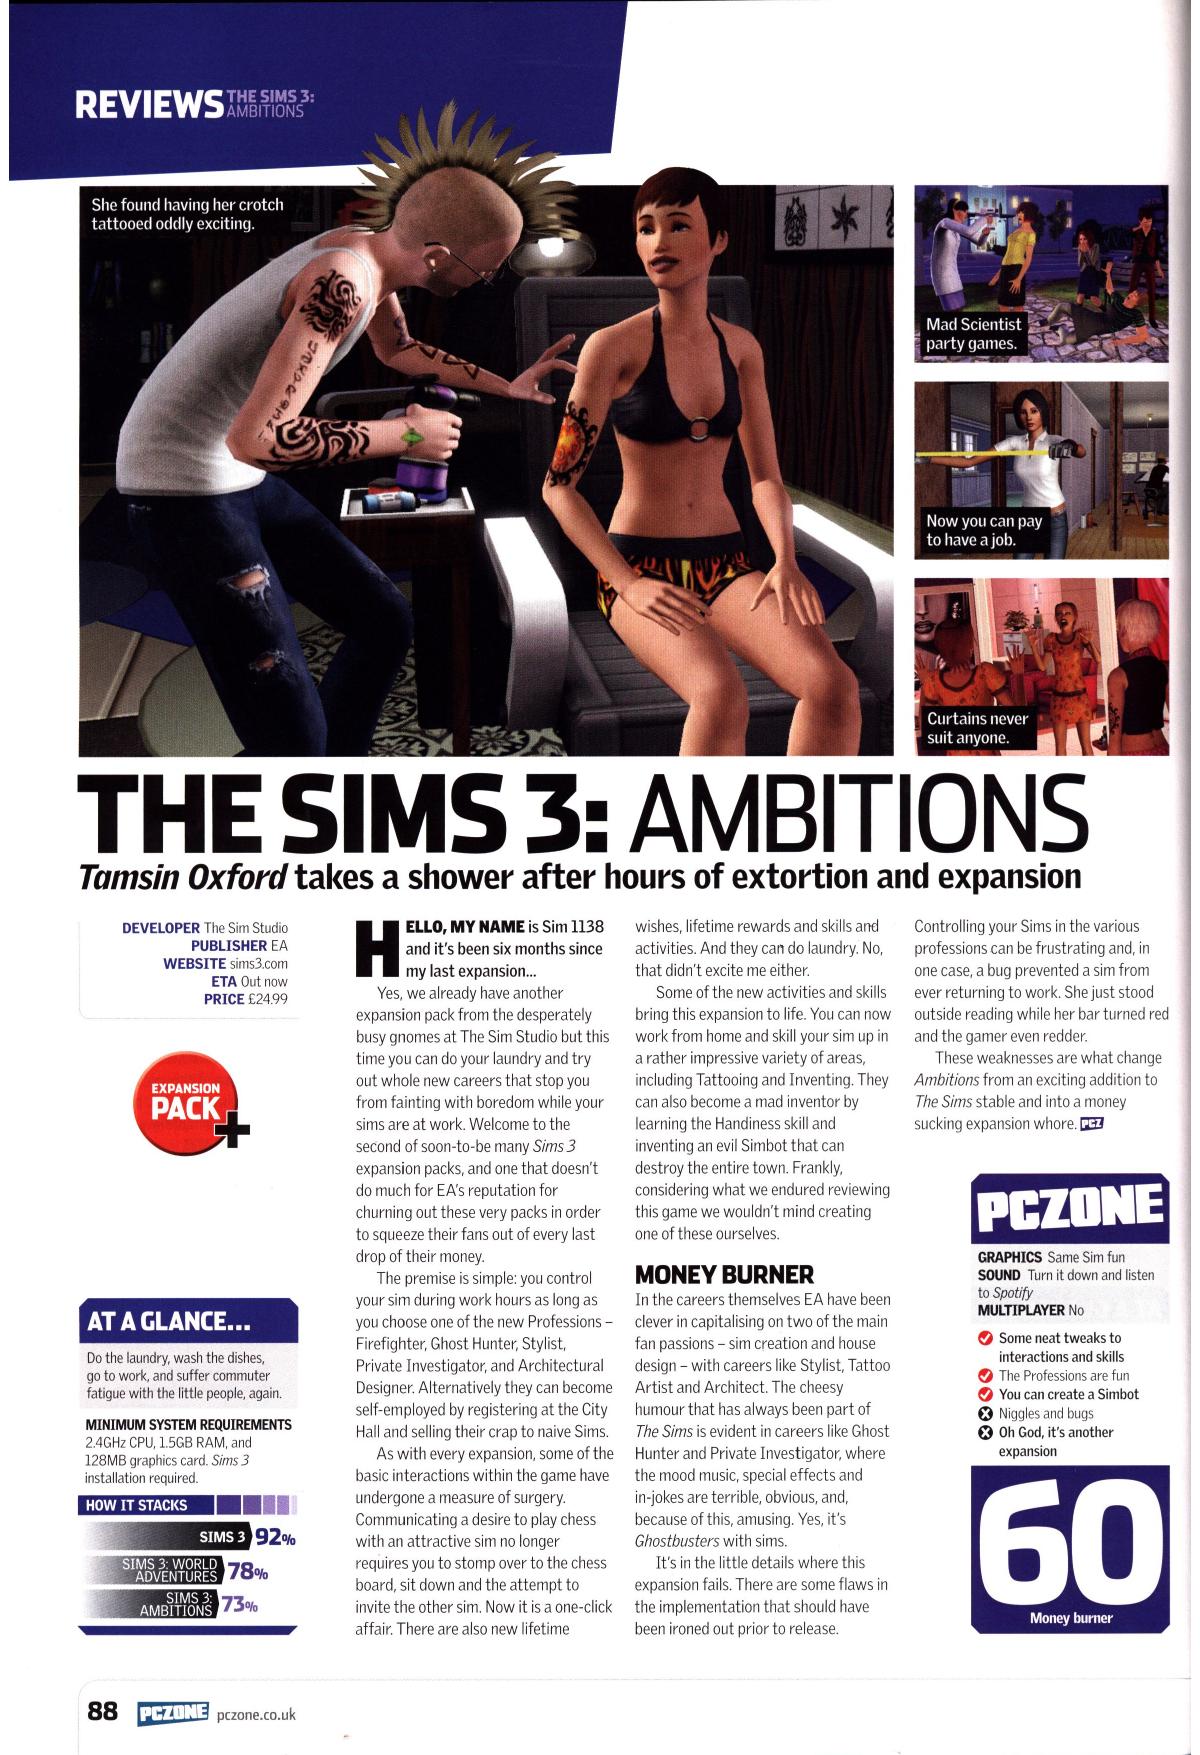 REVIEWS THE SIMS 3:
AMBITIONS
She found having her crotch
tattooed oddly exciting.
Mad Scientist
party games.
Now you can pay
to have a job.
Curtains never
suit anyone.
THE SIMS 3: AMBITIONS
Tamsin Oxford takes a shower after hours of extortion and expansion
DEVELOPER The Sim Studio
PUBLISHER EA
WEBSITE sims3.com
ETA Out now
PRICE £24.99
EXPANSION
PACK
+
AT A GLANCE...
Do the laundry, wash the dishes,
go to work, and suffer commuter
fatigue with the little people, again.
MINIMUM SYSTEM REQUIREMENTS
2.4GHz CPU, 1.5GB RAM, and
128MB graphics card. Sims 3
installation required.
HOW IT STACKS
SIMS 3 92%
SIMS 3: WORLD
ADVENTURES 78%
SIMS 3:
AMBITIONS 73%
HELLO, MY NAME is Sim 1138
and it's been six months since
my last expansion...
Yes, we already have another
expansion pack from the desperately
busy gnomes at The Sim Studio but this
time you can do your laundry and try
out whole new careers that stop you
from fainting with boredom while your
sims are at work. Welcome to the
second of soon-to-be many Sims 3
expansion packs, and one that doesn't
do much for EA's reputation for
churning out these very packs in order
to squeeze their fans out of every last
drop of their money.
The premise is simple: you control
your sim during work hours as long as
you choose one of the new Professions –
Firefighter, Ghost Hunter, Stylist,
Private Investigator, and Architectural
Designer. Alternatively they can become
self-employed by registering at the City
Hall and selling their crap to naive Sims.
As with every expansion, some of the
basic interactions within the game have
undergone a measure of surgery.
Communicating a desire to play chess
with an attractive sim no longer
requires you to stomp over to the chess
board, sit down and the attempt to
invite the other sim. Now it is a one-click
affair. There are also new lifetime
wishes, lifetime rewards and skills and
activities. And they can do laundry. No,
that didn't excite me either.
Some of the new activities and skills
bring this expansion to life. You can now
work from home and skill your sim up in
a rather impressive variety of areas,
including Tattooing and Inventing. They
can also become a mad inventor by
learning the Handiness skill and
inventing an evil Simbot that can
destroy the entire town. Frankly,
considering what we endured reviewing
this game we wouldn't mind creating
one of these ourselves.
MONEY BURNER
In the careers themselves EA have been
clever in capitalising on two of the main
fan passions – sim creation and house
design – with careers like Stylist, Tattoo
Artist and Architect. The cheesy
humour that has always been part of
The Sims is evident in careers like Ghost
Hunter and Private Investigator, where
the mood music, special effects and
in-jokes are terrible, obvious, and,
because of this, amusing. Yes, it's
Ghostbusters with sims.
It's in the little details where this
expansion fails. There are some flaws in
the implementation that should have
been ironed out prior to release.
Controlling your Sims in the various
professions can be frustrating and, in
one case, a bug prevented a sim from
ever returning to work. She just stood
outside reading while her bar turned red
and the gamer even redder.
These weaknesses are what change
Ambitions from an exciting addition to
The Sims stable and into a money
sucking expansion whore. PCZ
PCZONE
GRAPHICS Same Sim fun
SOUND Turn it down and listen
to Spotify
MULTIPLAYER No
Some neat tweaks to
interactions and skills
The Professions are fun
You can create a Simbot
Niggles and bugs
Oh God, it's another
expansion
60
Money burner
88 PCZONE pczone.co.uk